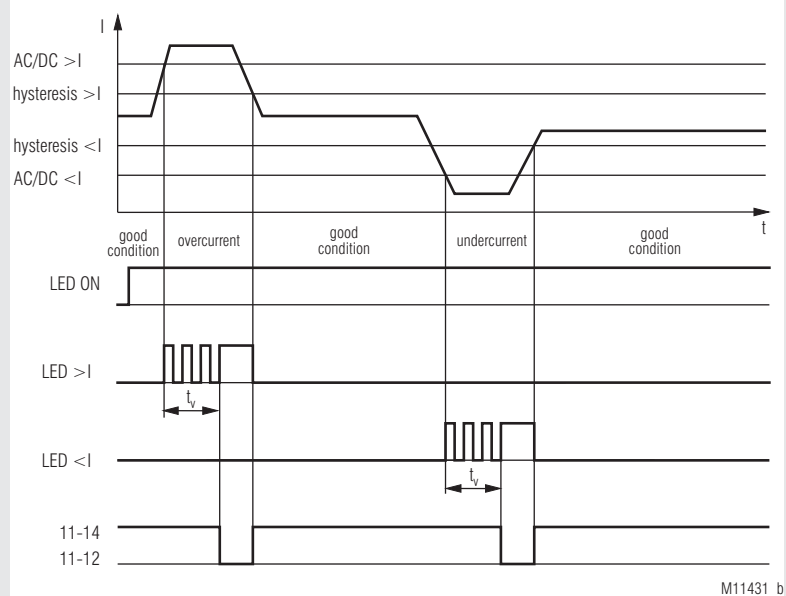 I
AC/DC >I
hysteresis >I
hysteresis <I
AC/DC <I
t
good
condition
overcurrent
good
condition
undercurrent
good
condition
LED ON
LED >I
tv
LED <I
tv
11-14
11-12
M11431_b